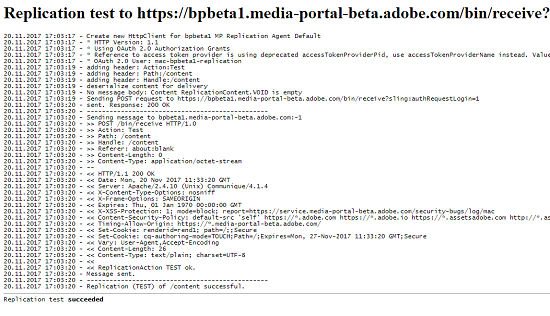 Replication test to https://bpbeta1.media-portal-beta.adobe.com/bin/receive?
20.11.2017 17:03:17 - Create new HttpClient for bpbeta1 MP Replication Agent Default
20.11.2017 17:03:17 - * HTTP Version: 1.1
20.11.2017 17:03:17 - * Using OAuth 2.0 Authorization Grants
20.11.2017 17:03:17 - * Reference to access token provider is using deprecated accessTokenProviderPid, use accessTokenProviderName instead. Value
20.11.2017 17:03:17 - * OAuth 2.0 User: mac-replication
20.11.2017 17:03:19 - adding header: Action:Test
20.11.2017 17:03:19 - adding header: Path:/content
20.11.2017 17:03:19 - adding header: Handle:/content
20.11.2017 17:03:19 - deserialize content for delivery
20.11.2017 17:03:19 - No message body: Content ReplicationContent.VOID is empty
20.11.2017 17:03:19 - Sending POST request to https://bpbeta1.media-portal-beta.adobe.com/bin/receive?sling:authRequestLogin=1
20.11.2017 17:03:20 - sent. Response: 200 OK
20.11.2017 17:03:20 - ------------------------------------------------
20.11.2017 17:03:20 - Sending message to bpbeta1.media-portal-beta.adobe.com:-1
20.11.2017 17:03:20 - >> POST /bin/receive HTTP/1.0
20.11.2017 17:03:20 - >> Action: Test
20.11.2017 17:03:20 - >> Path: /content
20.11.2017 17:03:20 - >> Handle: /content
20.11.2017 17:03:20 - >> Referer: about:blank
20.11.2017 17:03:20 - >> Content-Length: 0
20.11.2017 17:03:20 - >> Content-Type: application/octet-stream
20.11.2017 17:03:20 - --
20.11.2017 17:03:20 - << HTTP/1.1 200 OK
20.11.2017 17:03:20 - << Date: Mon, 20 Nov 2017 11:33:20 GMT
20.11.2017 17:03:20 - << Server: Apache/2.4.10 (Unix) Communique/4.1.4
20.11.2017 17:03:20 - << X-Content-Type-Options: nosniff
20.11.2017 17:03:20 - << X-Frame-Options: SAMEORIGIN
20.11.2017 17:03:20 - << Expires: Thu, 01 Jan 1970 00:00:00 GMT
20.11.2017 17:03:20 - << X-XSS-Protection: 1; mode=block; report=https://service.media-portal-beta.adobe.com/security-bugs/log/mac
20.11.2017 17:03:20 - << Content-Security-Policy: default-src 'self' https://*.adobe.com https://*.adobe.io https://*.assetsadobe.com http://*.as
20.11.2017 17:03:20 - << Timing-Allow-Origin: https://*.media-portal-beta.adobe.com/
20.11.2017 17:03:20 - << Set-Cookie: renderid=rend1; path=/;;Secure
20.11.2017 17:03:20 - << Set-Cookie: cq-authoring-mode=TOUCH;Path=/;Expires=Mon, 27-Nov-2017 11:33:20 GMT;Secure
20.11.2017 17:03:20 - << Vary: User-Agent,Accept-Encoding
20.11.2017 17:03:20 - << Content-Length: 26
20.11.2017 17:03:20 - << Content-Type: text/plain; charset=UTF-8
20.11.2017 17:03:20 - <<
20.11.2017 17:03:20 - << ReplicationAction TEST ok.
20.11.2017 17:03:20 - Message sent.
20.11.2017 17:03:20 - ------------------------------------------------
20.11.2017 17:03:20 - Replication (TEST) of /content successful.
Replication test succeeded